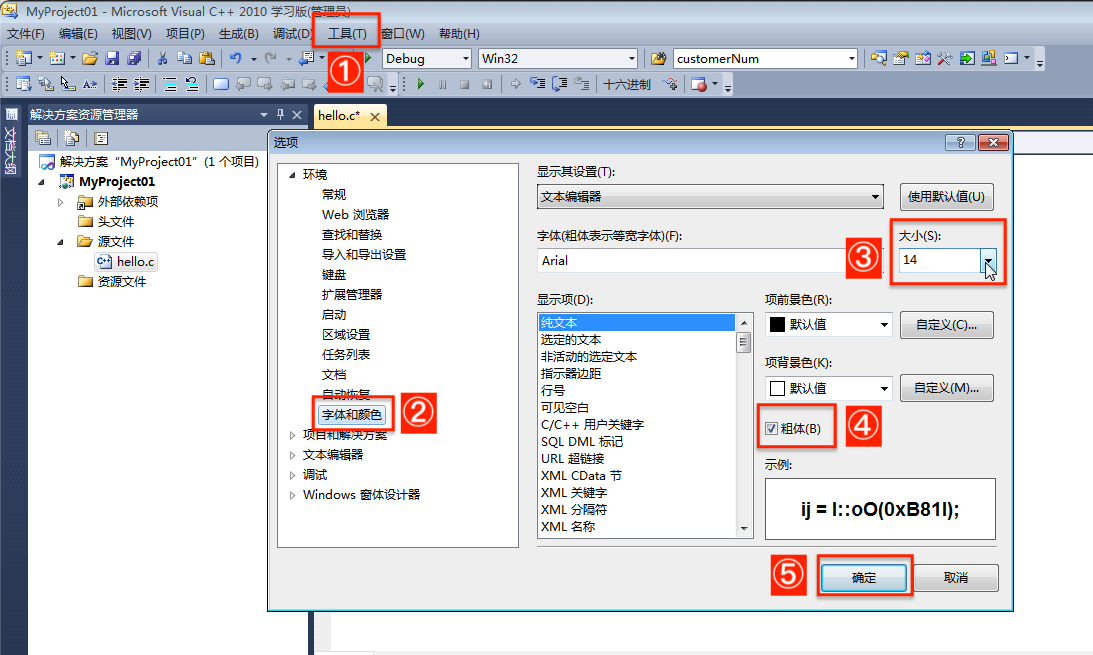 MyProject01 - Microsoft Visual C++ 2010 学习版(管理员)
文件(F) 编辑(E) 视图(V) 项目(P) 生成(B) 调试(D) 工具(T) 窗口(W) 帮助(H)
① Debug Win32 customerNum
十六进制
解决方案资源管理器
hello.c*
文档大纲
解决方案“MyProject01”(1 个项目)
MyProject01
外部依赖项
头文件
源文件
hello.c
资源文件
选项
环境
常规
Web 浏览器
查找和替换
导入和导出设置
键盘
扩展管理器
启动
区域设置
任务列表
文档
自动恢复
字体和颜色 ②
项目和解决方案
文本编辑器
调试
Windows 窗体设计器
显示其设置(T):
文本编辑器 使用默认值(U)
字体(粗体表示等宽字体)(F): 大小(S):
Arial ③ 14
显示项(D):
纯文本
选定的文本
非活动的选定文本
指示器边距
行号
可见空白
C/C++ 用户关键字
SQL DML 标记
URL 超链接
XML CData 节
XML 关键字
XML 分隔符
XML 名称
项前景色(R):
默认值 自定义(C)...
项背景色(K):
默认值 自定义(M)...
粗体(B) ④
示例:
ij = I::oO(0xB81l);
⑤ 确定 取消